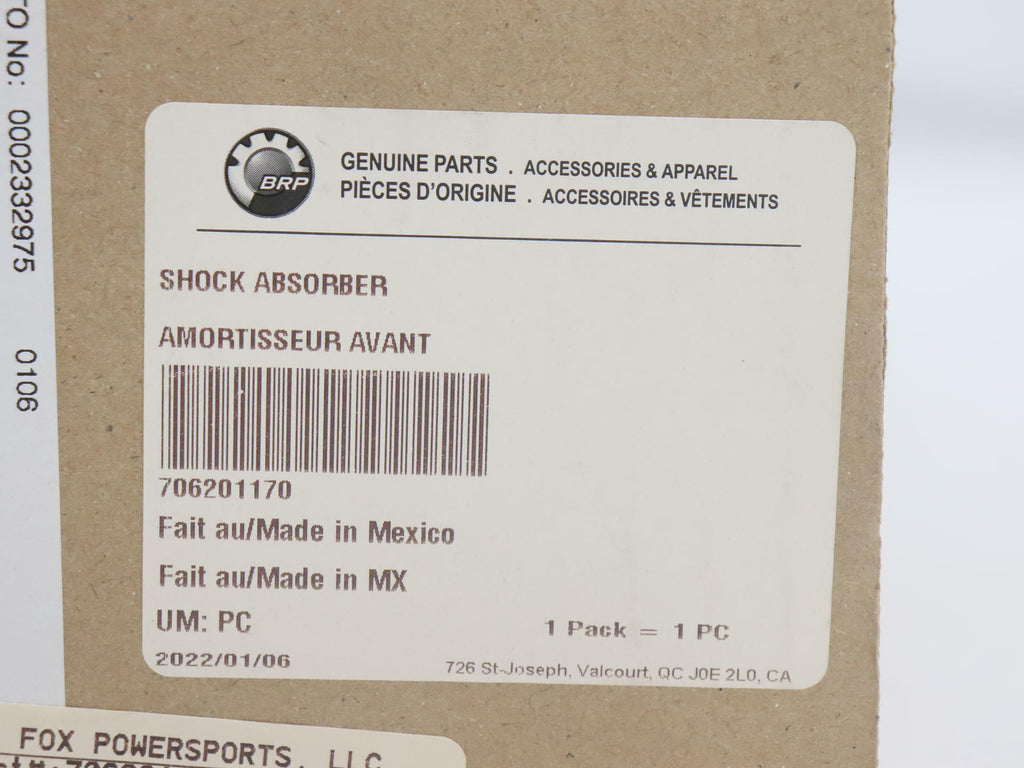 TO No: 0002332975 0106
BRP
GENUINE PARTS . ACCESSORIES & APPAREL
PIÈCES D'ORIGINE . ACCESSOIRES & VÊTEMENTS
SHOCK ABSORBER
AMORTISSEUR AVANT
706201170
Fait au/Made in Mexico
Fait au/Made in MX
UM: PC
1 Pack = 1 PC
2022/01/06
726 St-Joseph, Valcourt, QC J0E 2L0, CA
FOX POWERSPORTS, LLC